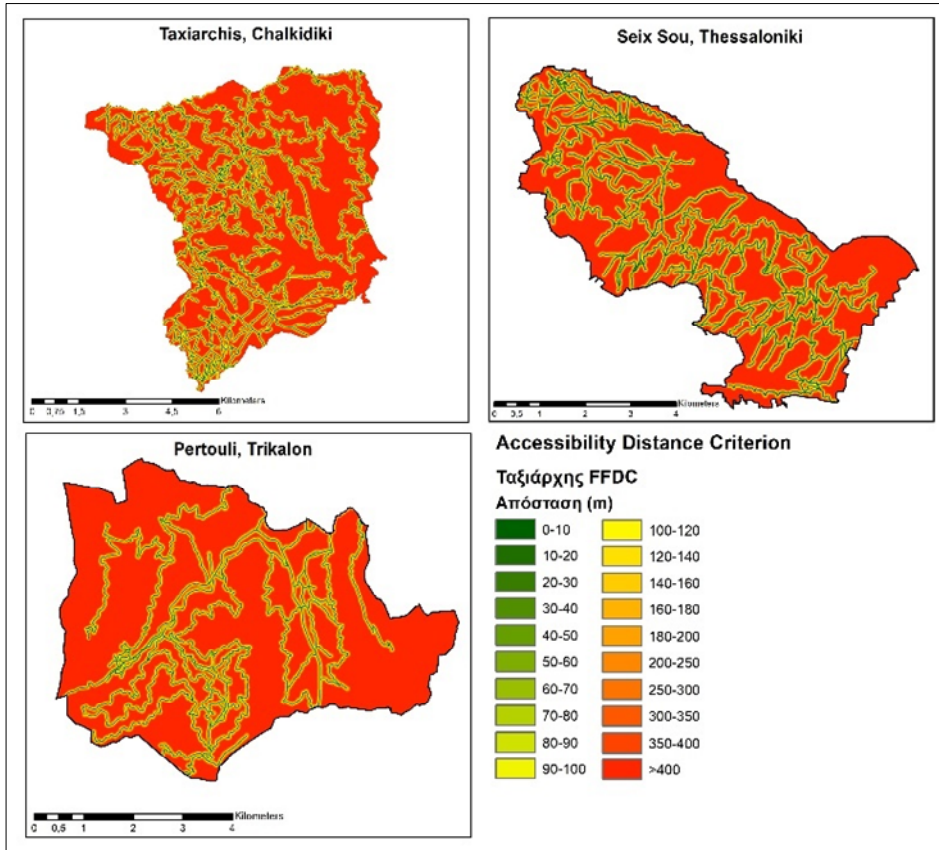 Taxiarchis, Chalkidiki
Kilometers
0 0,75 1,5 3 4,5 6
Seix Sou, Thessaloniki
Kilometers
0 0,5 1 2 3 4
Pertouli, Trikalon
Kilometers
0 0,5 1 2 3 4
Accessibility Distance Criterion
Ταξιάρχης FFDC
Απόσταση (m)
0-10
10-20
20-30
30-40
40-50
50-60
60-70
70-80
80-90
90-100
100-120
120-140
140-160
160-180
180-200
200-250
250-300
300-350
350-400
>400